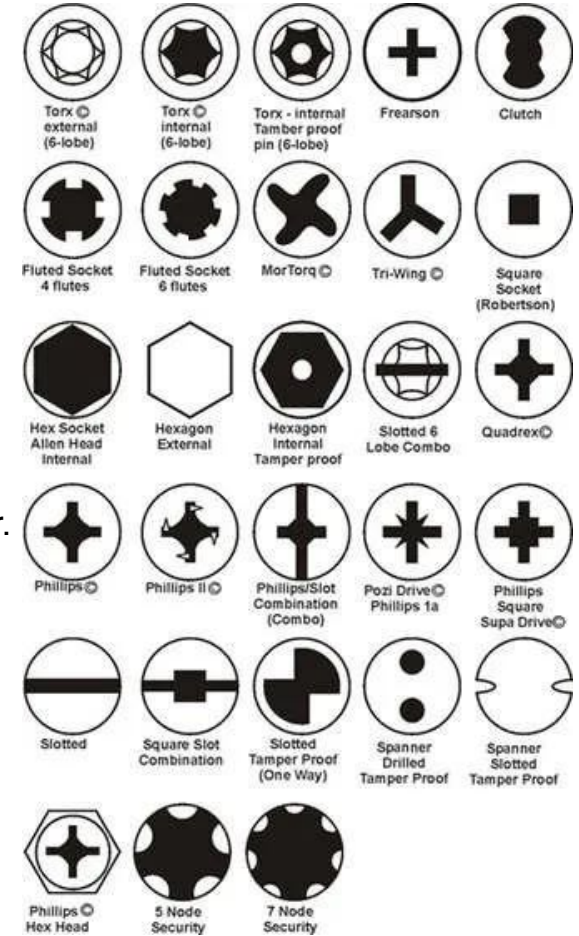 Torx ©
external
(6-lobe)
Torx ©
internal
(6-lobe)
Torx - internal
Tamber proof
pin (6-lobe)
Frearson
Clutch
Fluted Socket
4 flutes
Fluted Socket
6 flutes
MorTorq ©
Tri-Wing ©
Square
Socket
(Robertson)
Hex Socket
Allen Head
Internal
Hexagon
External
Hexagon
Internal
Tamper proof
Slotted 6
Lobe Combo
Quadrex©
r.
Phillips©
Phillips II ©
Phillips/Slot
Combination
(Combo)
Pozi Drive©
Phillips 1a
Phillips
Square
Supa Drive©
Slotted
Square Slot
Combination
Slotted
Tamper Proof
(One Way)
Spanner
Drilled
Tamper Proof
Spanner
Slotted
Tamper Proof
Phillips ©
Hex Head
5 Node
Security
7 Node
Security